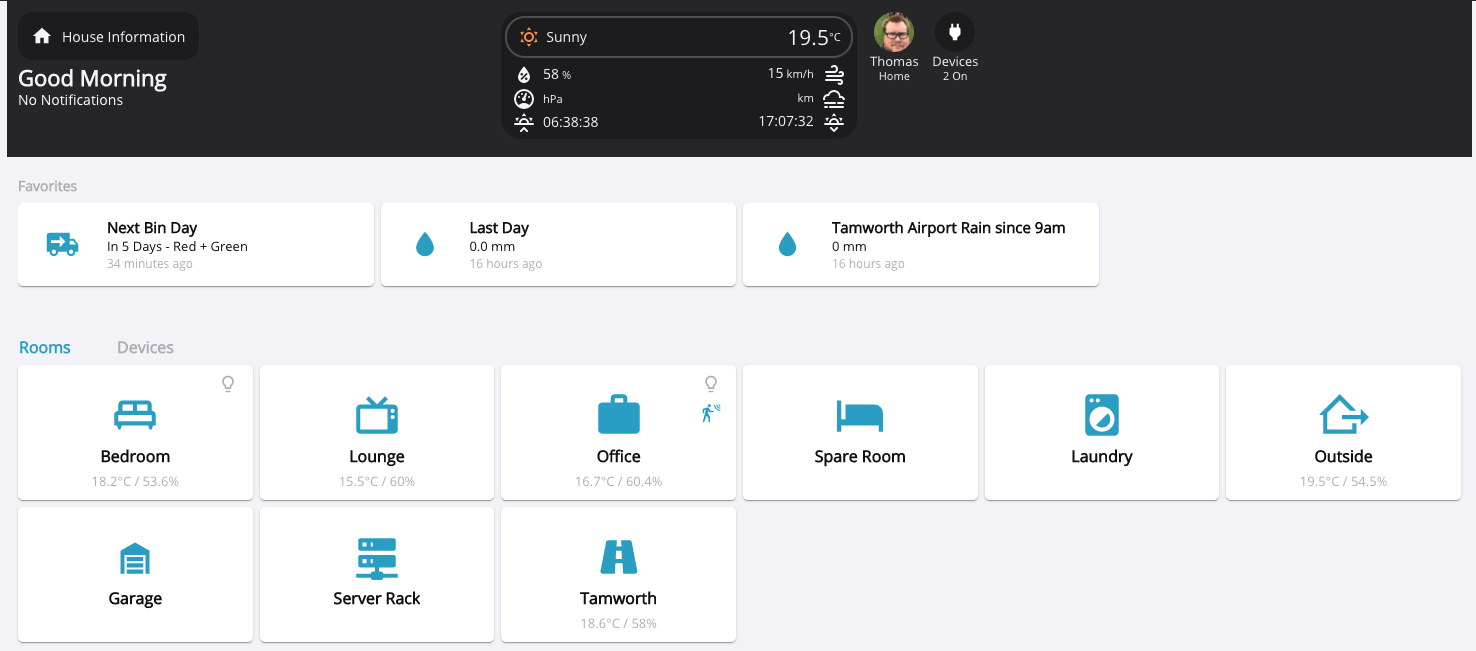 House Information
Good Morning
No Notifications
Sunny 19.5°C
58 % 15 km/h
hPa km
06:38:38 17:07:32
Thomas
Home
Devices
2 On
Favorites
Next Bin Day
In 5 Days - Red + Green
34 minutes ago
Last Day
0.0 mm
16 hours ago
Tamworth Airport Rain since 9am
0 mm
16 hours ago
Rooms Devices
Bedroom
18.2°C / 53.6%
Lounge
15.5°C / 60%
Office
16.7°C / 60.4%
Spare Room
Laundry
Outside
19.5°C / 54.5%
Garage
Server Rack
Tamworth
18.6°C / 58%